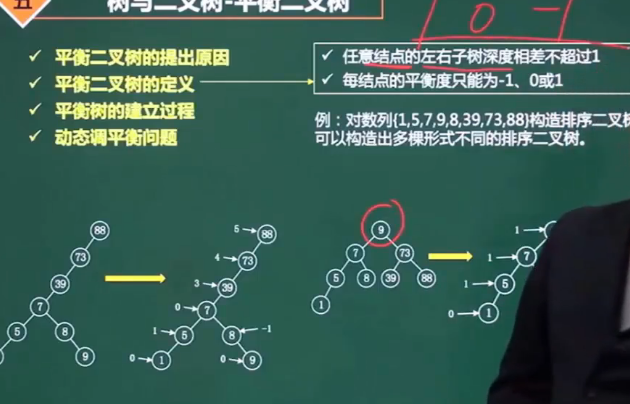 五
树与二叉树-平衡二叉树
1 0 -1
✓ 平衡二叉树的提出原因
✓ 平衡二叉树的定义
✓ 平衡树的建立过程
✓ 动态调平衡问题
✓ 任意结点的左右子树深度相差不超过1
✓ 每结点的平衡度只能为-1、0或1
例：对数列{1,5,7,9,8,39,73,88}构造排序二叉
可以构造出多棵形式不同的排序二叉树。
88
73
39
7
5 8
9
5 88
4 73
3 39
0 7
1 5 8 -1
0 1 0 9
9
7 73
5 8 39 88
1
1
1 7
1 5
0 1